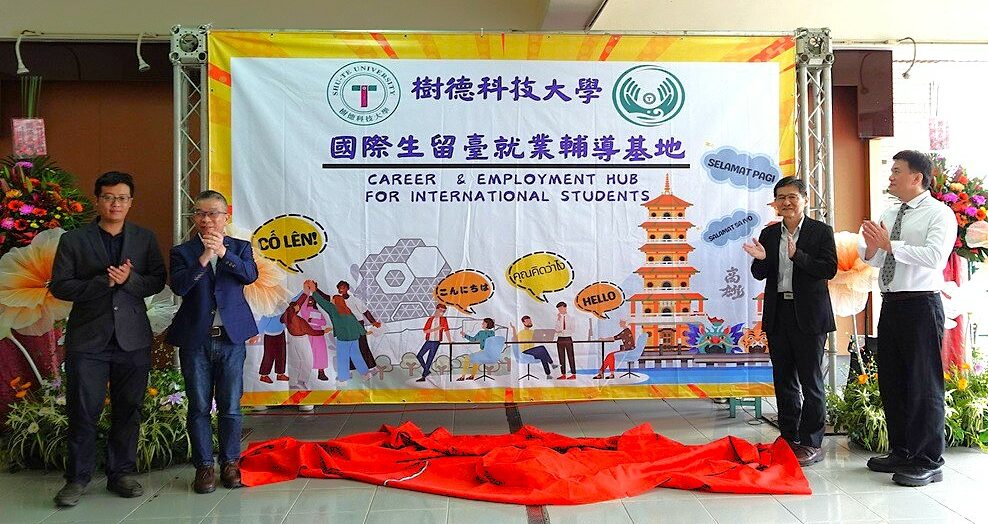 SHU-TE UNIVERSITY
樹德科技大學
樹德科技大學
國際生留臺就業輔導基地
CAREER & EMPLOYMENT HUB
FOR INTERNATIONAL STUDENTS
SELAMAT PAGI
CỐ LÊN!
こんにちは
คุณคิดว่าไง
HELLO
高雄